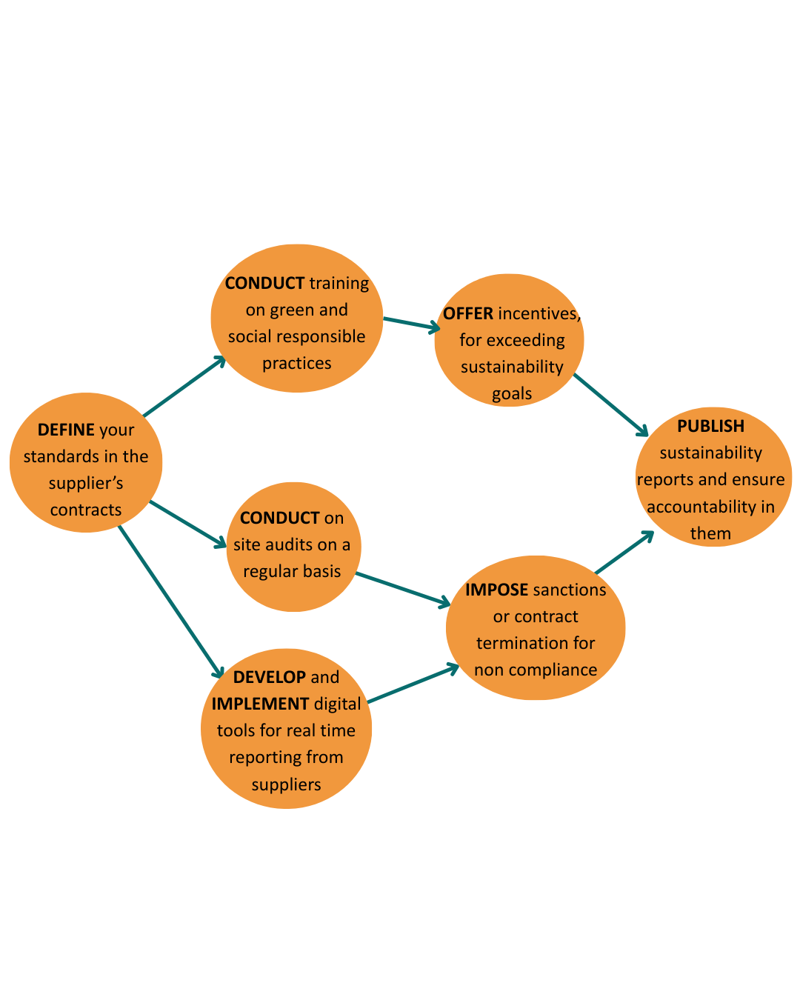 CONDUCT training
on green and
social responsible
practices
OFFER incentives,
for exceeding
sustainability
goals
DEFINE your
standards in the
supplier’s
contracts
PUBLISH
sustainability
reports and ensure
accountability in
them
CONDUCT on
site audits on a
regular basis
IMPOSE sanctions
or contract
termination for
non compliance
DEVELOP and
IMPLEMENT digital
tools for real time
reporting from
suppliers